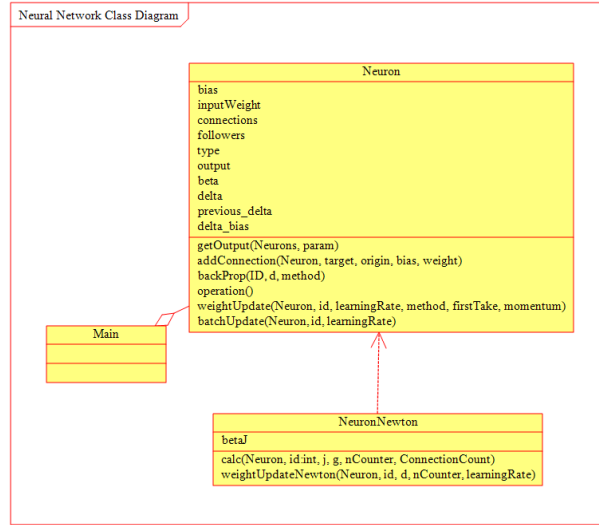 Neural Network Class Diagram
Neuron
bias
inputWeight
connections
followers
type
output
beta
delta
previous_delta
delta_bias
getOutput(Neurons, param)
addConnection(Neuron, target, origin, bias, weight)
backProp(ID, d, method)
operation()
weightUpdate(Neuron, id, learningRate, method, firstTake, momentum)
batchUpdate(Neuron, id, learningRate)
Main
NeuronNewton
betaJ
calc(Neuron, id:int, j, g, nCounter, ConnectionCount)
weightUpdateNewton(Neuron, id, d, nCounter, learningRate)